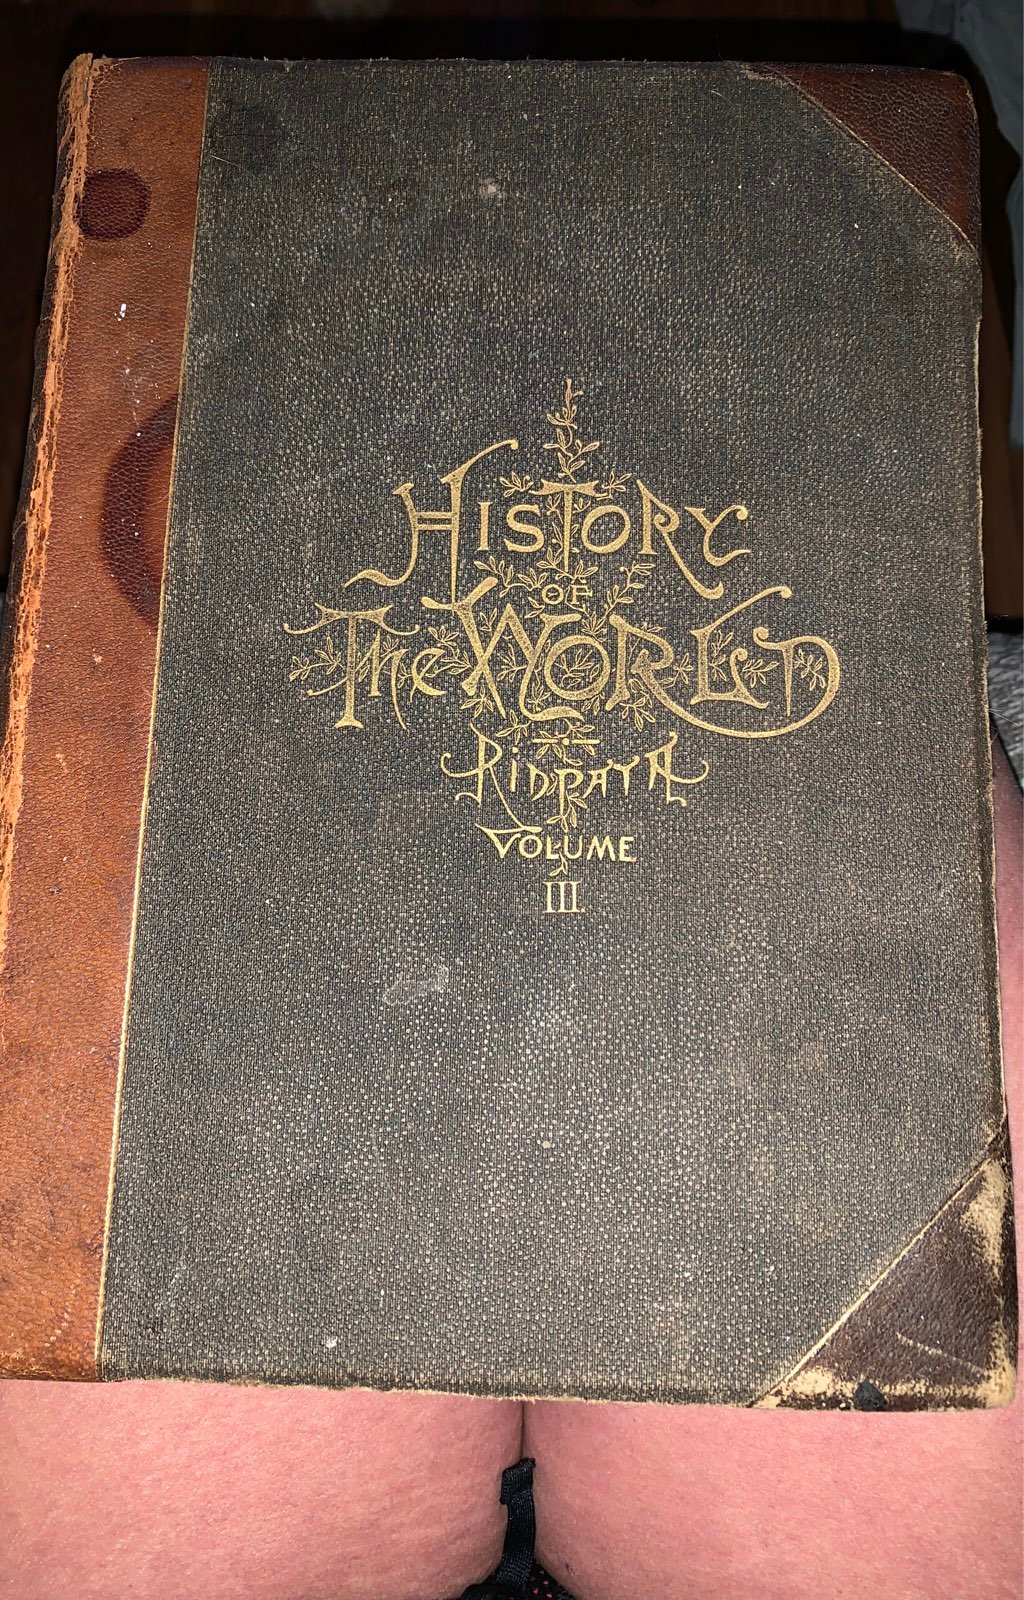 HISTORY
OF
THE WORLD
RIDPATH
VOLUME
III.